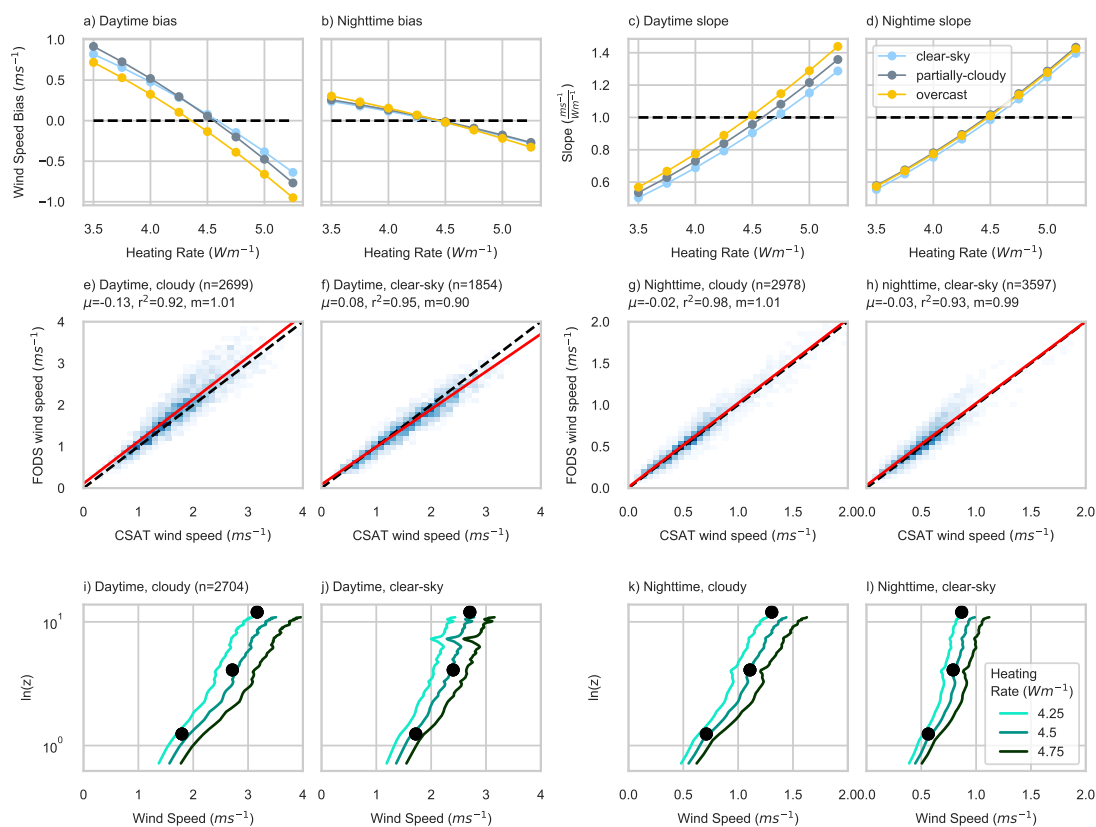 a) Daytime bias
b) Nighttime bias
c) Daytime slope
d) Nightime slope
Wind Speed Bias (ms⁻¹)
1.0
0.5
0.0
−0.5
−1.0
Slope (ms⁻¹/Wm⁻¹)
1.4
1.2
1.0
0.8
0.6
clear-sky
partially-cloudy
overcast
3.5 4.0 4.5 5.0
3.5 4.0 4.5 5.0
3.5 4.0 4.5 5.0
3.5 4.0 4.5 5.0
Heating Rate (Wm⁻¹)
Heating Rate (Wm⁻¹)
Heating Rate (Wm⁻¹)
Heating Rate (Wm⁻¹)
e) Daytime, cloudy (n=2699)
μ=-0.13, r²=0.92, m=1.01
f) Daytime, clear-sky (n=1854)
μ=0.08, r²=0.95, m=0.90
g) Nighttime, cloudy (n=2978)
μ=-0.02, r²=0.98, m=1.01
h) nighttime, clear-sky (n=3597)
μ=-0.03, r²=0.93, m=0.99
FODS wind speed (ms⁻¹)
4
3
2
1
0
FODS wind speed (ms⁻¹)
2.0
1.5
1.0
0.5
0.0
0 1 2 3 4
0 1 2 3 4
0.0 0.5 1.0 1.5 2.0
0.0 0.5 1.0 1.5 2.0
CSAT wind speed (ms⁻¹)
CSAT wind speed (ms⁻¹)
CSAT wind speed (ms⁻¹)
CSAT wind speed (ms⁻¹)
i) Daytime, cloudy (n=2704)
j) Daytime, clear-sky
k) Nighttime, cloudy
l) Nighttime, clear-sky
ln(z)
10¹
10⁰
ln(z)
10¹
10⁰
Heating
Rate (Wm⁻¹)
4.25
4.5
4.75
0 1 2 3 4
0 1 2 3 4
0.0 0.5 1.0 1.5 2.0
0.0 0.5 1.0 1.5 2.0
Wind Speed (ms⁻¹)
Wind Speed (ms⁻¹)
Wind Speed (ms⁻¹)
Wind Speed (ms⁻¹)